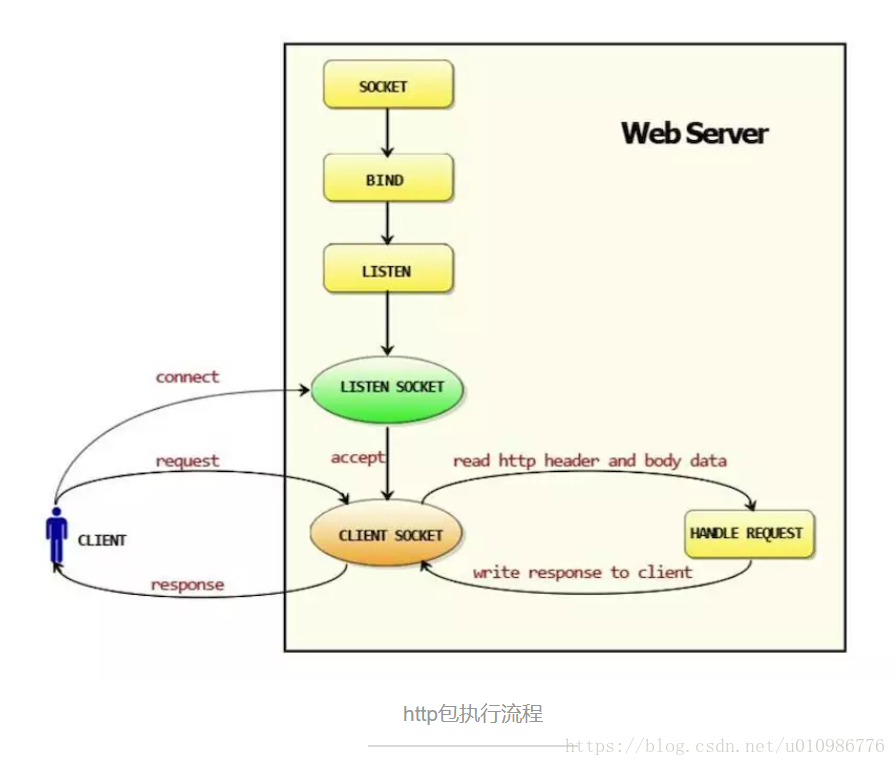 SOCKET
Web Server
BIND
LISTEN
connect
LISTEN SOCKET
accept
request
read http header and body data
CLIENT
CLIENT SOCKET
HANDLE REQUEST
response
write response to client
http包执行流程
https://blog.csdn.net/u010986776